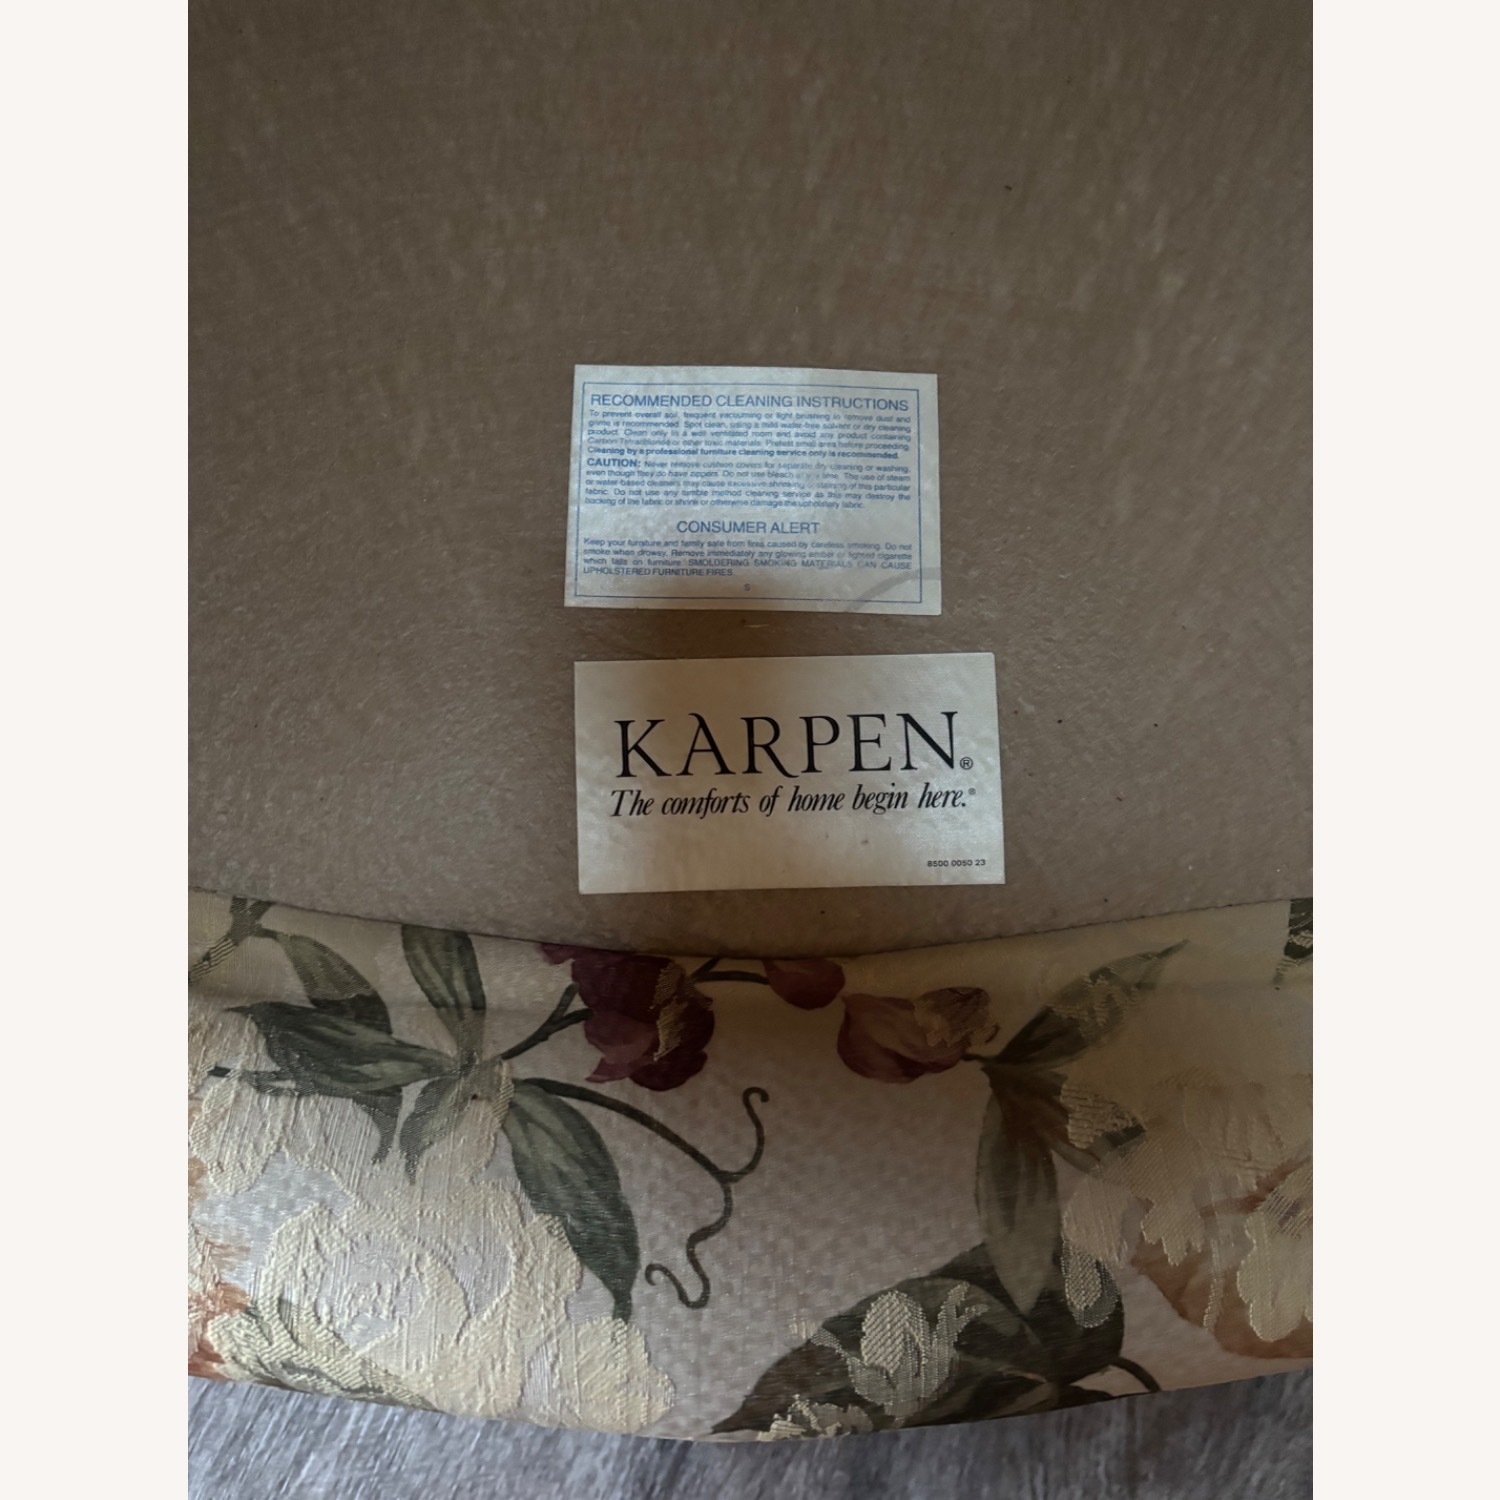 RECOMMENDED CLEANING INSTRUCTIONS
To prevent overall soil, frequent vacuuming or light brushing to remove dust and
grime is recommended. Spot clean, using a mild water-free solvent or dry cleaning
product. Clean only in a well ventilated room and avoid any product containing
Carbon Tetrachloride or other toxic materials. Pretest small area before proceeding.
Cleaning by a professional furniture cleaning service only is recommended.
CAUTION: Never remove cushion covers for separate dry cleaning or washing,
even though they do have zippers. Do not use bleach at any time. The use of steam
or water-based cleaners may cause excessive shrinking or staining of this particular
fabric. Do not use any tumble method cleaning service as this may destroy the
backing of the fabric or shrink or otherwise damage the upholstery fabric.
CONSUMER ALERT
Keep your furniture and family safe from fires caused by careless smoking. Do not
smoke when drowsy. Remove immediately any glowing ember or lighted cigarette
which falls on furniture. SMOLDERING SMOKING MATERIALS CAN CAUSE
UPHOLSTERED FURNITURE FIRES.
S
KARPEN®
The comforts of home begin here.®
8500 0050 23